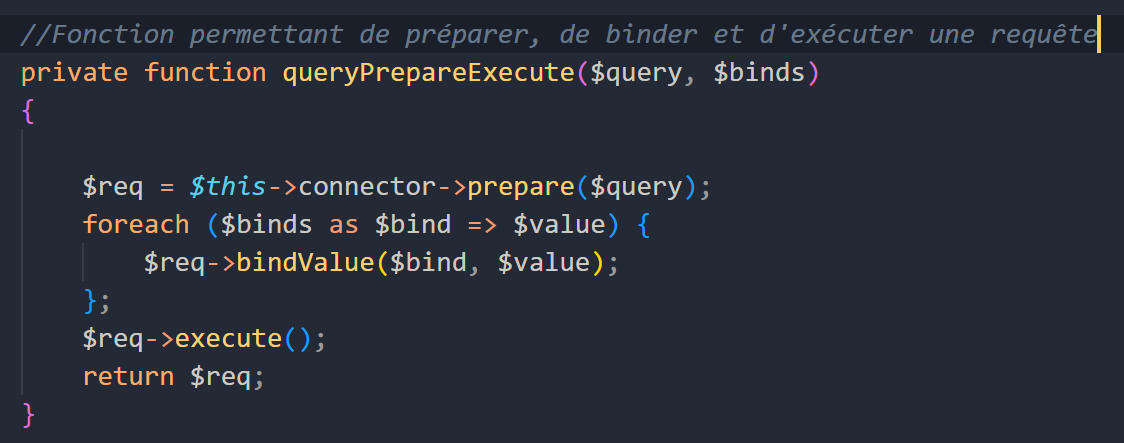 //Fonction permettant de préparer, de binder et d'exécuter une requête
private function queryPrepareExecute($query, $binds)
{
$req = $this->connector->prepare($query);
foreach ($binds as $bind => $value) {
$req->bindValue($bind, $value);
};
$req->execute();
return $req;
}